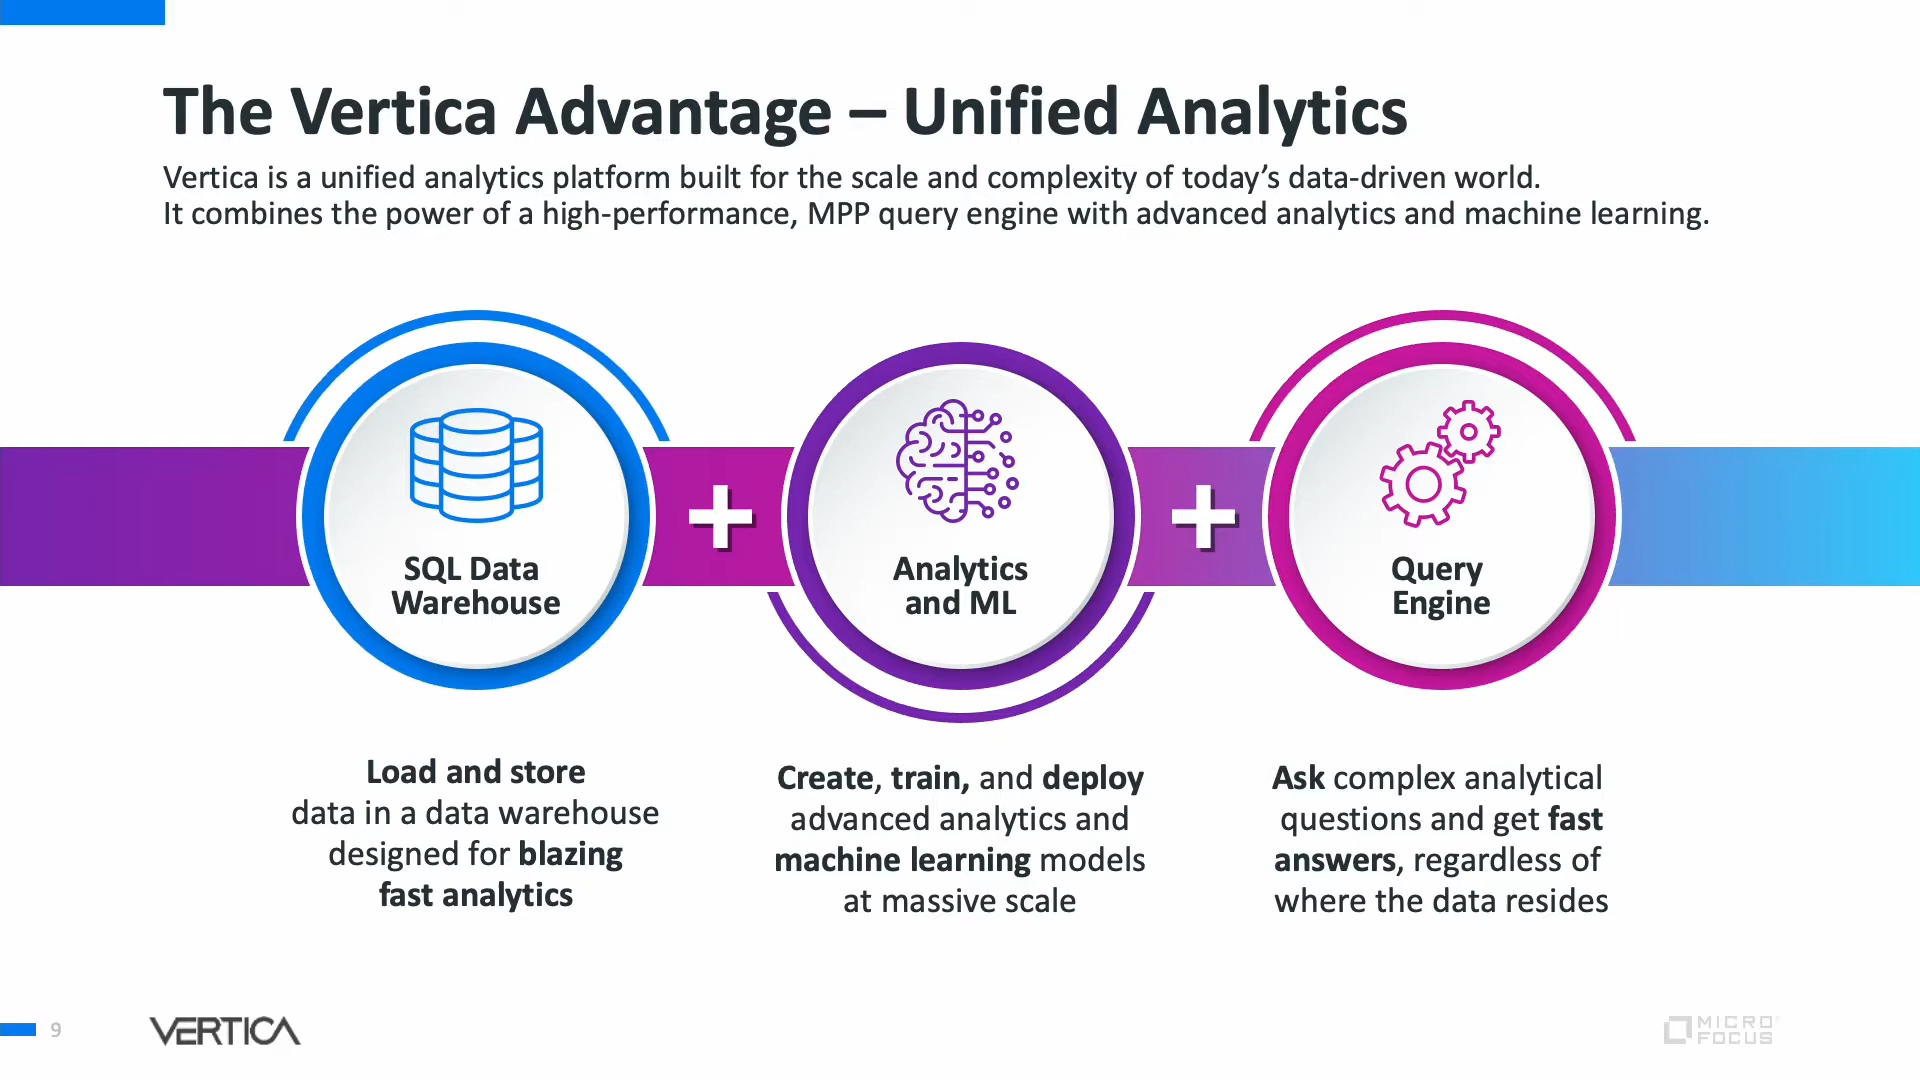 The Vertica Advantage – Unified Analytics
Vertica is a unified analytics platform built for the scale and complexity of today’s data-driven world.
It combines the power of a high-performance, MPP query engine with advanced analytics and machine learning.
SQL Data
Warehouse
+
Analytics
and ML
+
Query
Engine
Load and store
data in a data warehouse
designed for blazing
fast analytics
Create, train, and deploy
advanced analytics and
machine learning models
at massive scale
Ask complex analytical
questions and get fast
answers, regardless of
where the data resides
9
VERTICA
MICRO
FOCUS